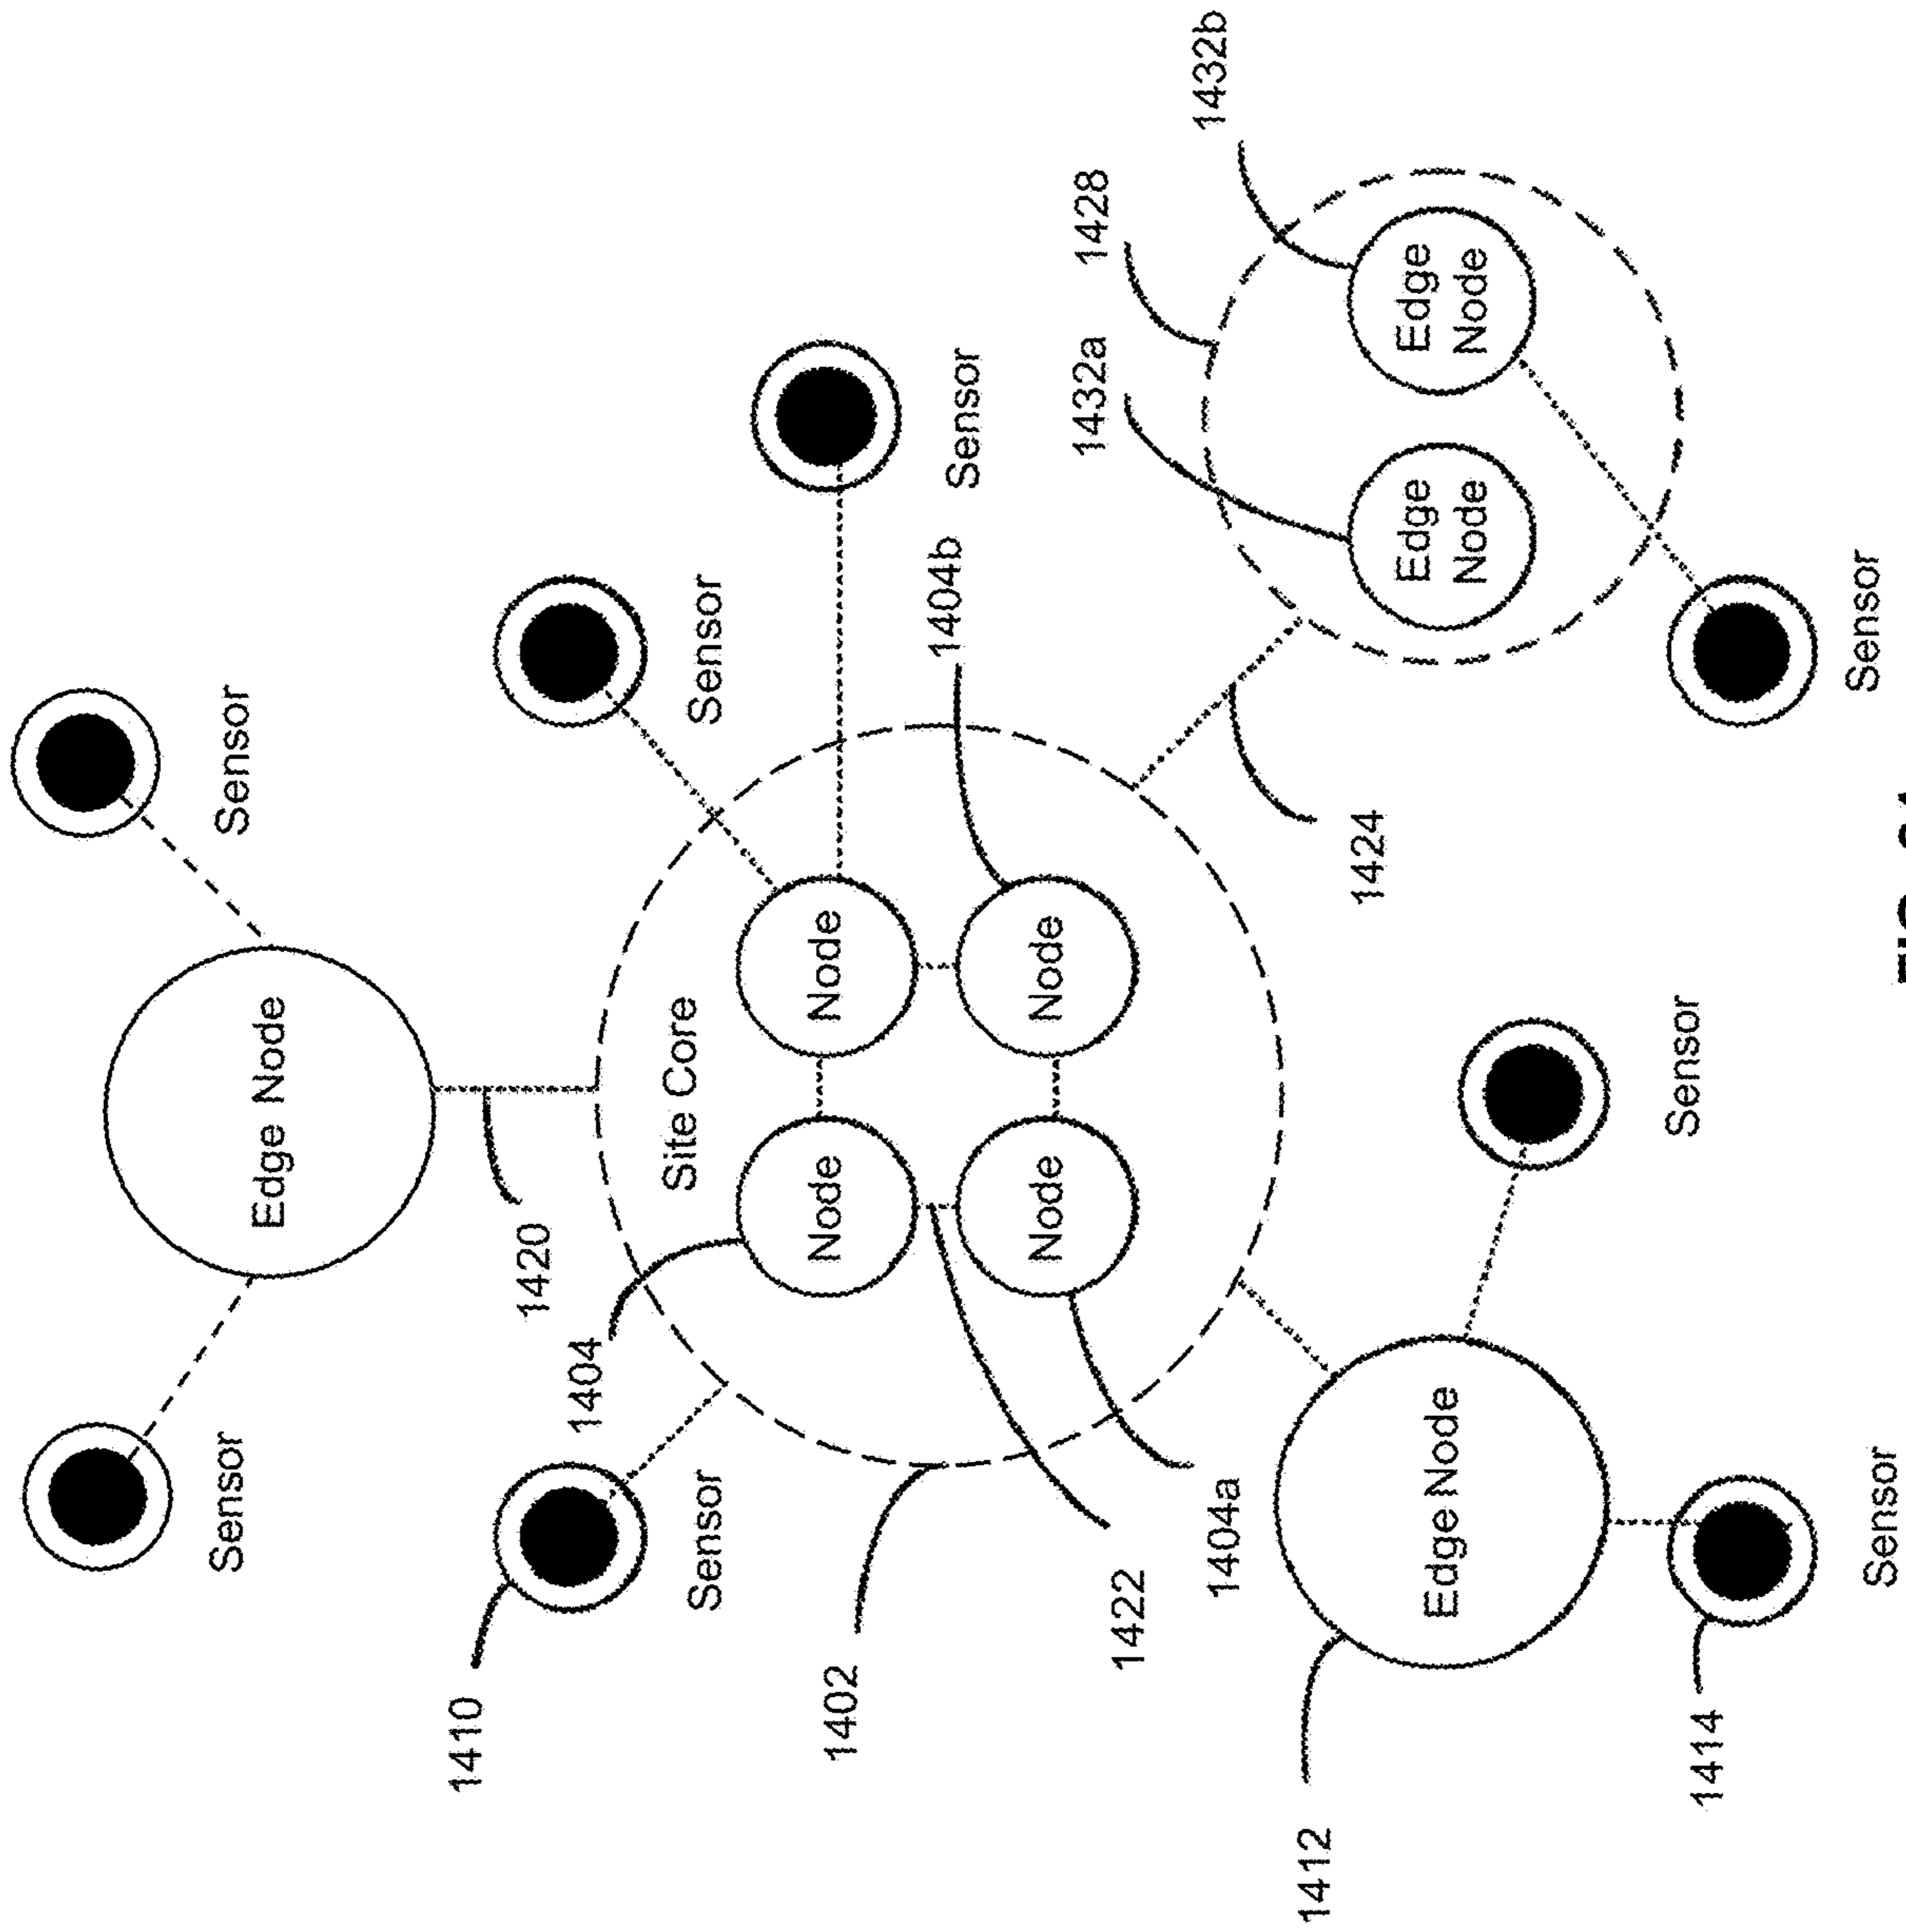 Sensor
Sensor
Edge Node
1420
1410
Sensor
1404
Site Core
Sensor
Sensor
1402
Node
Node
1404b
1422
Node
Node
1404a
1424
1432a
1428
1432b
1412
Edge Node
Sensor
Edge
Node
Edge
Node
1414
Sensor
Sensor